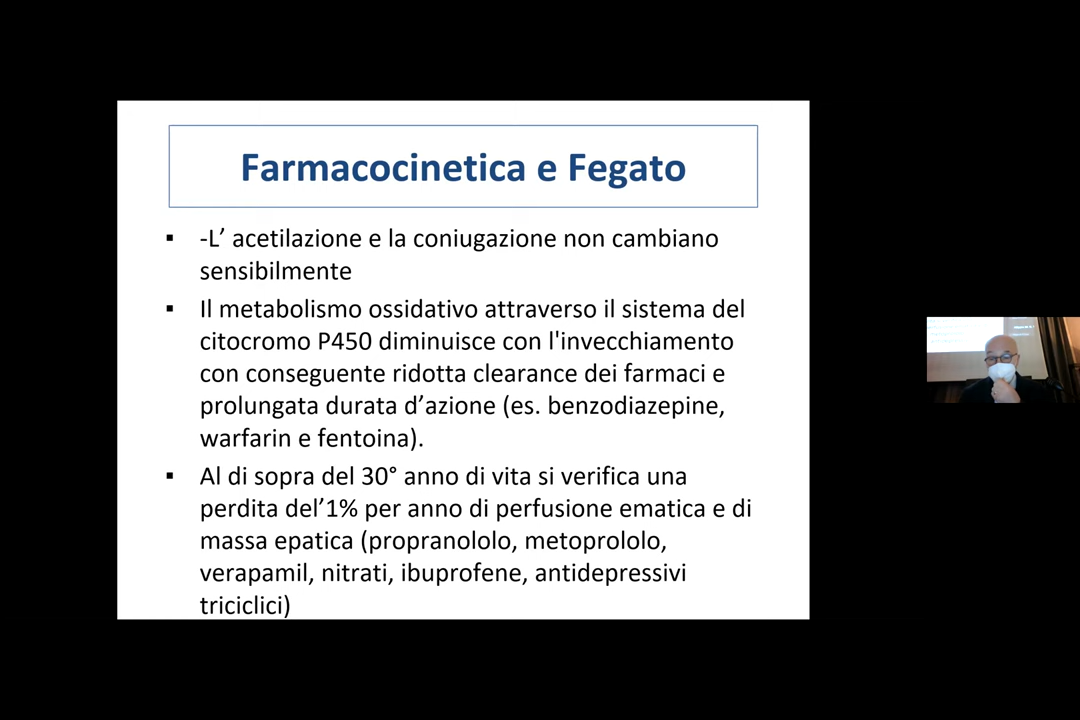 Farmacocinetica e Fegato
▪ -L’ acetilazione e la coniugazione non cambiano
sensibilmente
▪ Il metabolismo ossidativo attraverso il sistema del
citocromo P450 diminuisce con l'invecchiamento
con conseguente ridotta clearance dei farmaci e
prolungata durata d’azione (es. benzodiazepine,
warfarin e fentoina).
▪ Al di sopra del 30° anno di vita si verifica una
perdita del’1% per anno di perfusione ematica e di
massa epatica (propranololo, metoprololo,
verapamil, nitrati, ibuprofene, antidepressivi
triciclici)